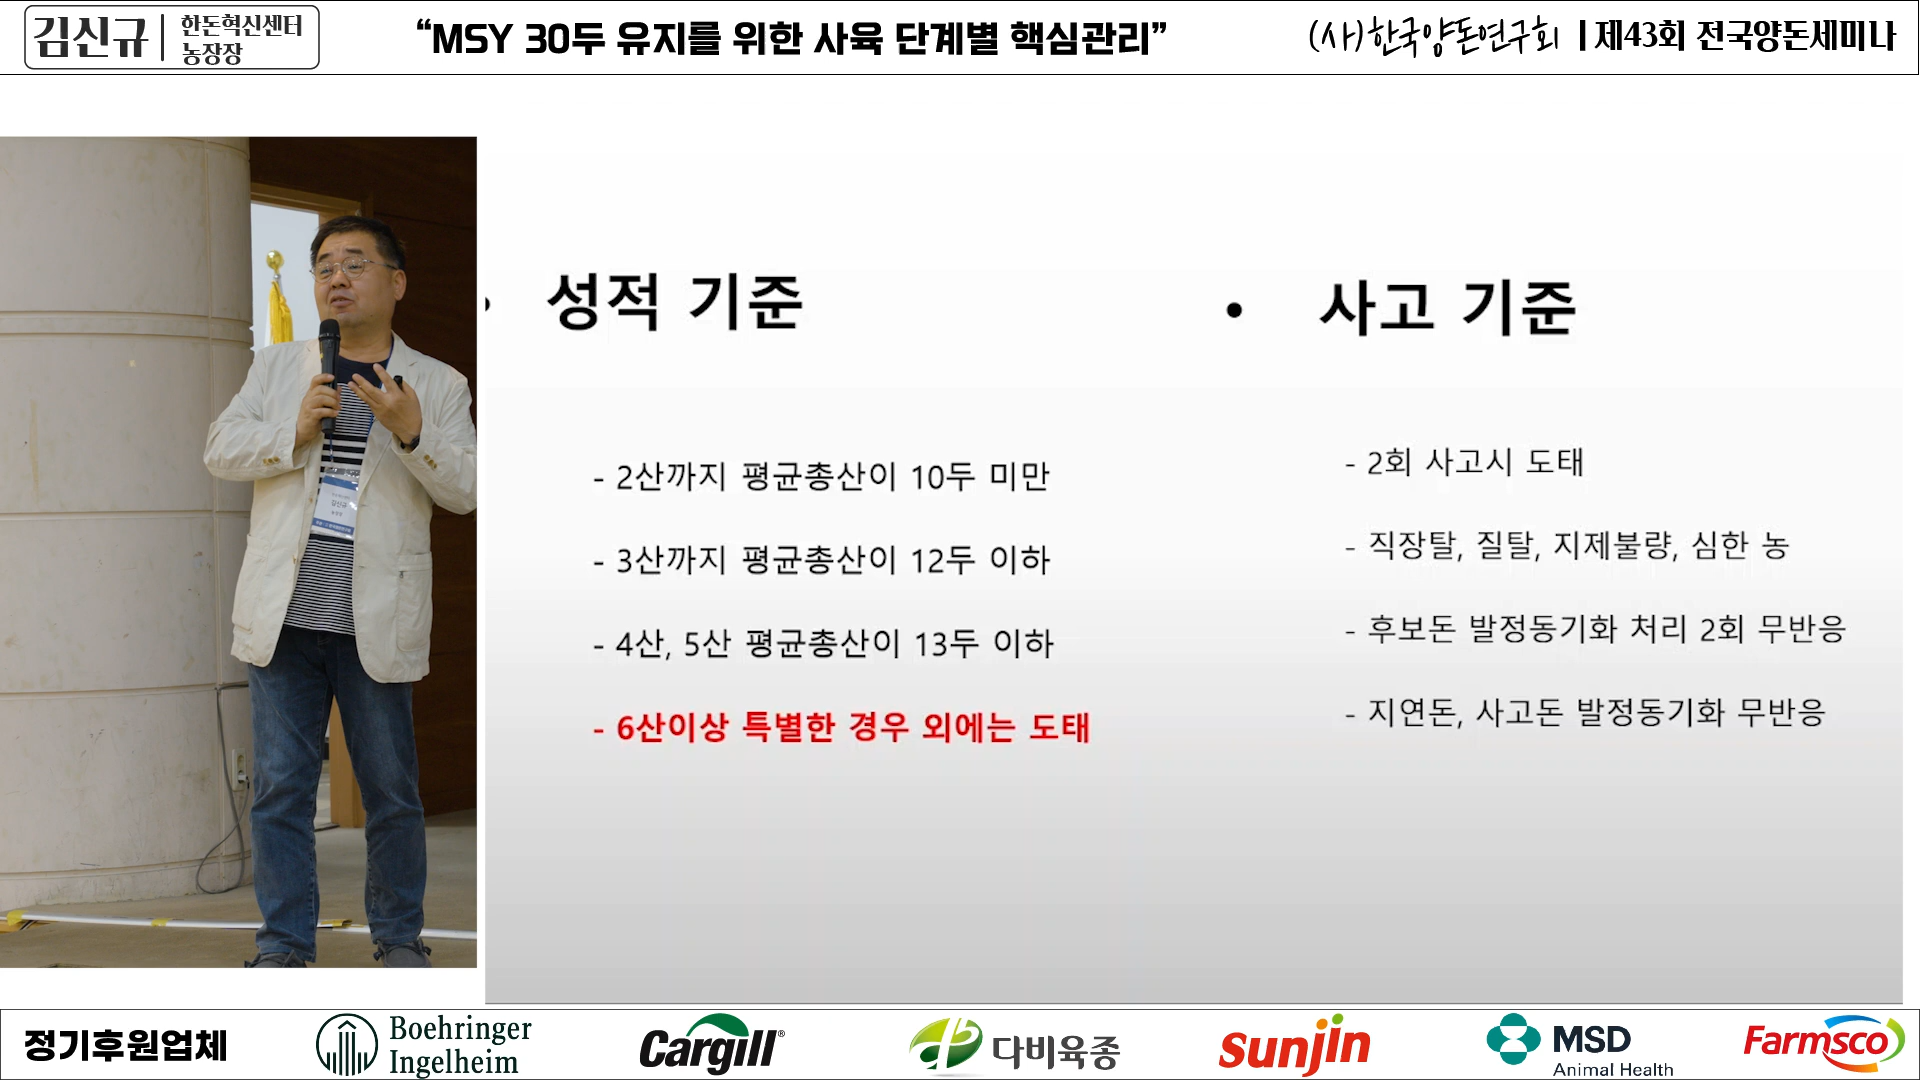 김신규
한돈혁신센터
농장장
“MSY 30두 유지를 위한 사육 단계별 핵심관리”
(사)한국양돈연구회 | 제43회 전국양돈세미나
• 성적 기준
- 2산까지 평균총산이 10두 미만
- 3산까지 평균총산이 12두 이하
- 4산, 5산 평균총산이 13두 이하
- 6산이상 특별한 경우 외에는 도태
• 사고 기준
- 2회 사고시 도태
- 직장탈, 질탈, 지제불량, 심한 농
- 후보돈 발정동기화 처리 2회 무반응
- 지연돈, 사고돈 발정동기화 무반응
김신규
정기후원업체
Boehringer
Ingelheim
Cargill®
다비육종
Sunjin
MSD
Animal Health
Farmsco